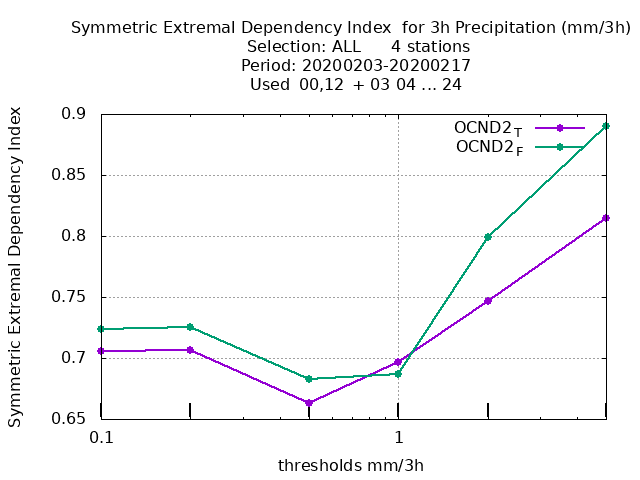 Symmetric Extremal Dependency Index  for 3h Precipitation (mm/3h)
Selection: ALL      4 stations
Period: 20200203-20200217
Used  00,12  + 03 04 ... 24
Symmetric Extremal Dependency Index
0.9
0.85
0.8
0.75
0.7
0.65
OCND2T
OCND2F
0.1
1
thresholds mm/3h